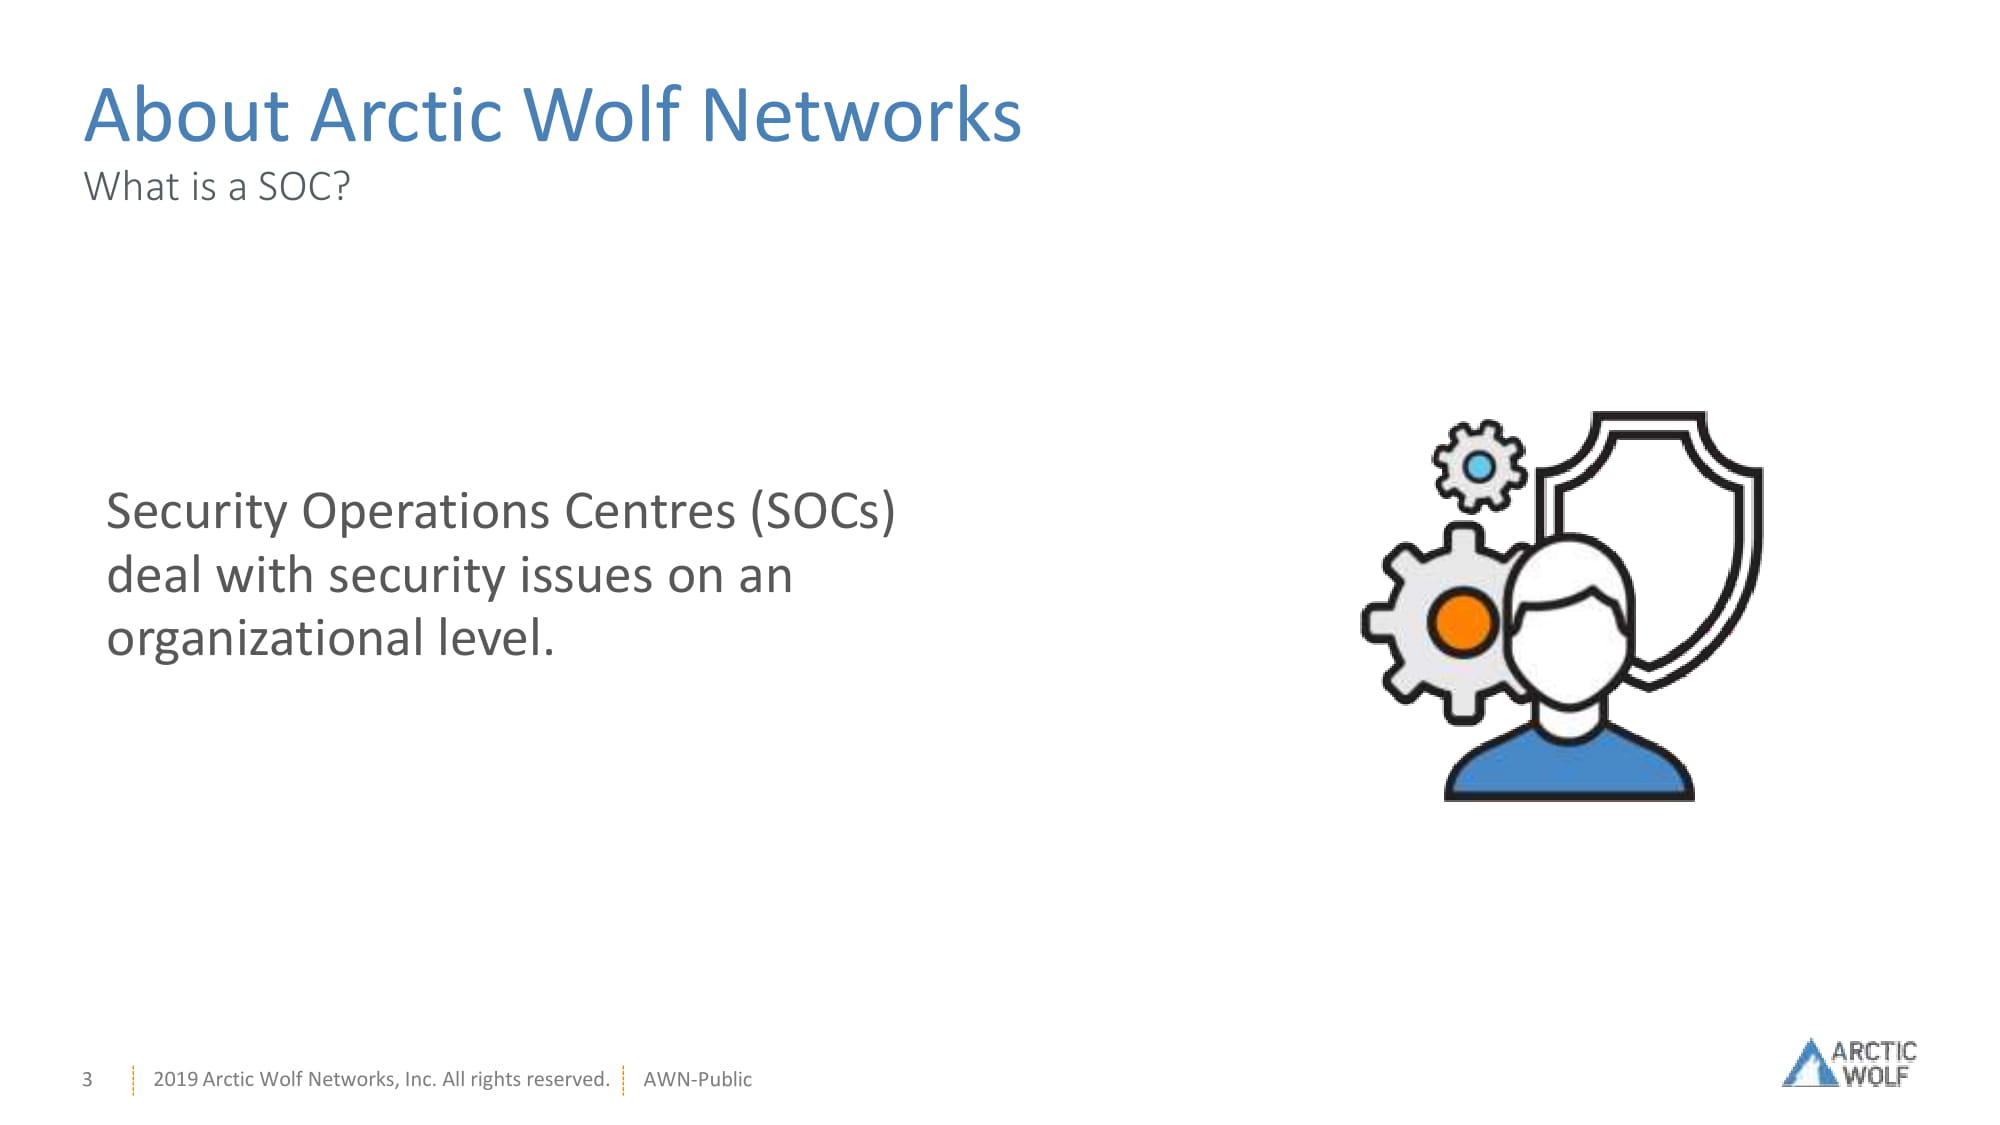 About Arctic Wolf Networks
What is a SOC?
Security Operations Centres (SOCs)
deal with security issues on an
organizational level.
3
2019 Arctic Wolf Networks, Inc. All rights reserved.
AWN-Public
ARCTIC
WOLF